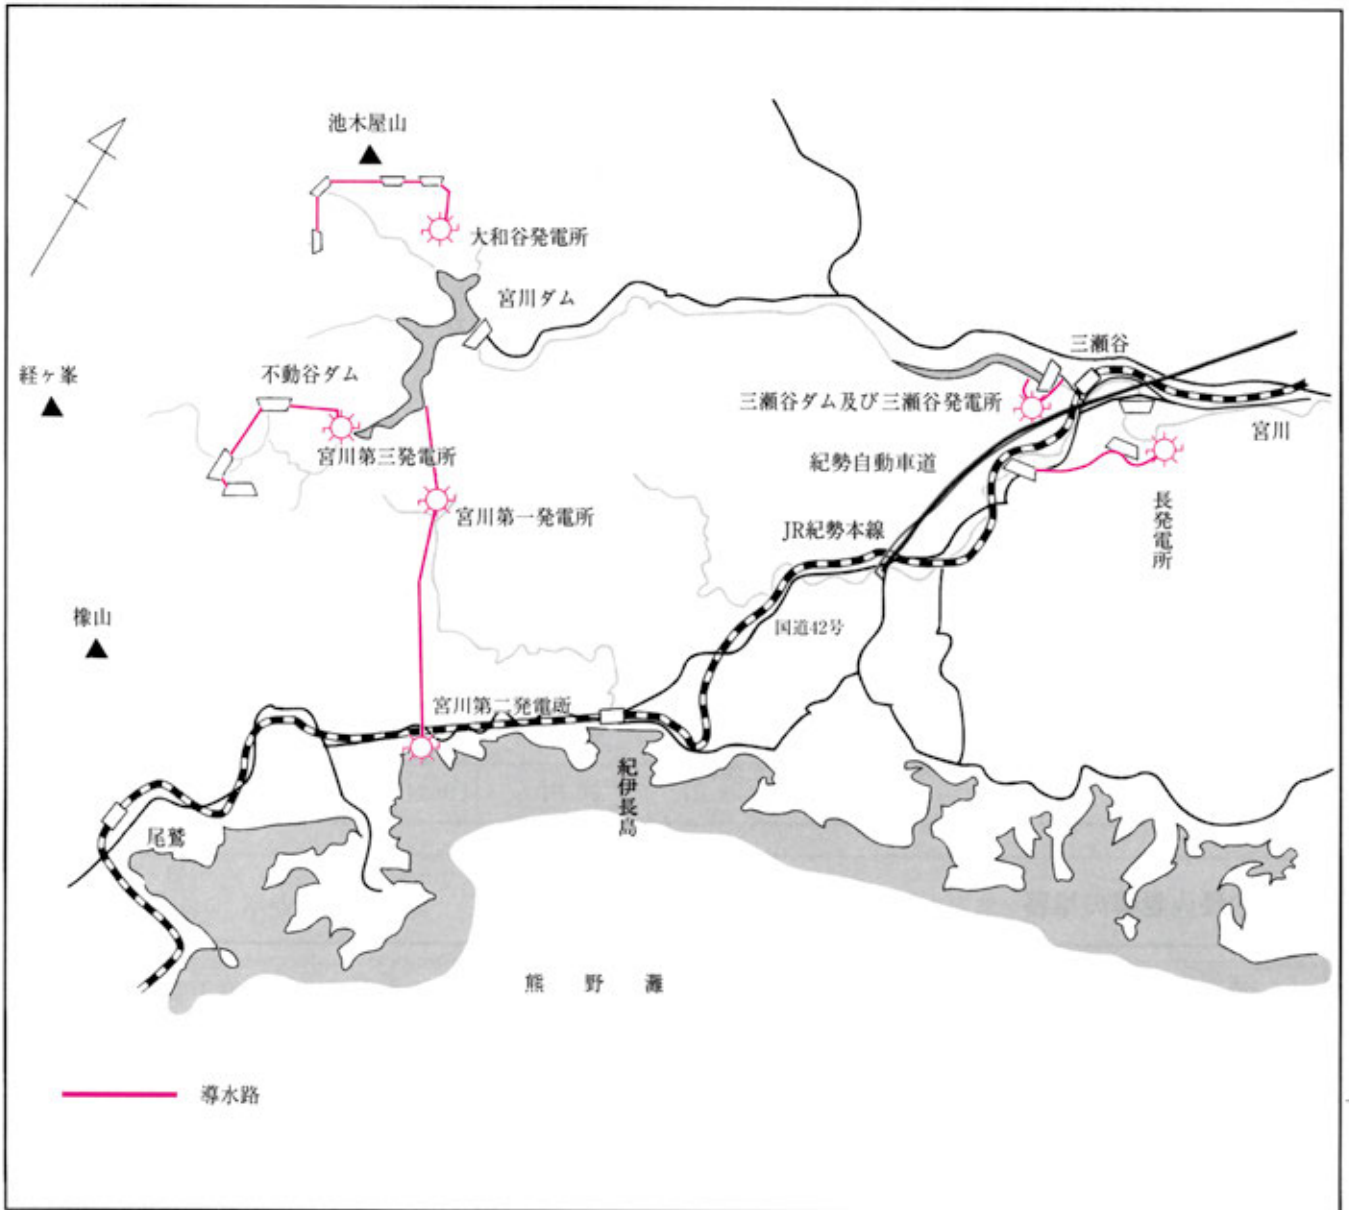 池木屋山
大和谷発電所
宮川ダム
三瀬谷
経ヶ峯
不動谷ダム
三瀬谷ダム及び三瀬谷発電所
宮川
宮川第三発電所
紀勢自動車道
宮川第一発電所
長発電所
JR紀勢本線
橡山
国道42号
宮川第二発電所
紀伊長島
尾鷲
熊野灘
導水路